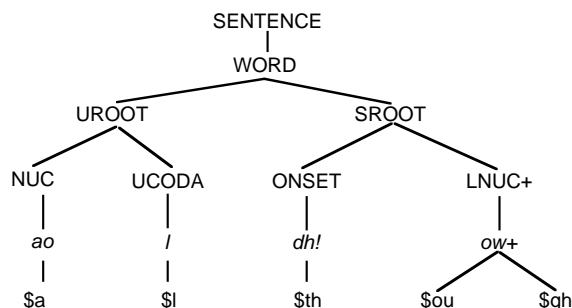 SENTENCE
WORD
UROOT SROOT
NUC UCODA ONSET LNUC+
ao l dh! ow+
$a $l $th $ou $gh